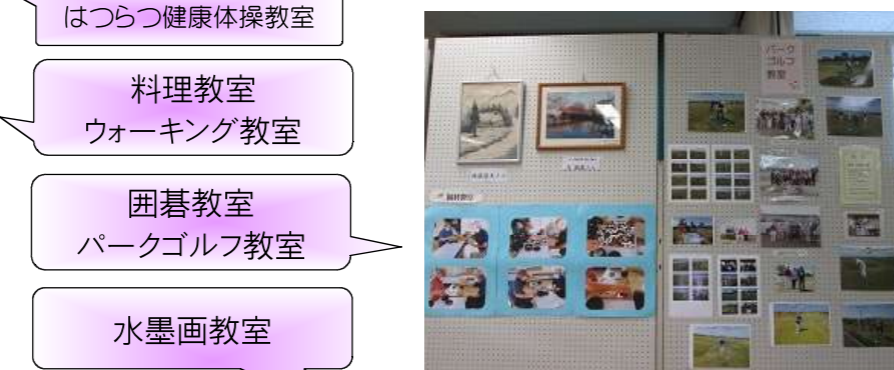 はつらつ健康体操教室
料理教室
ウォーキング教室
囲碁教室
パークゴルフ教室
水墨画教室
パーク
ゴルフ
教室